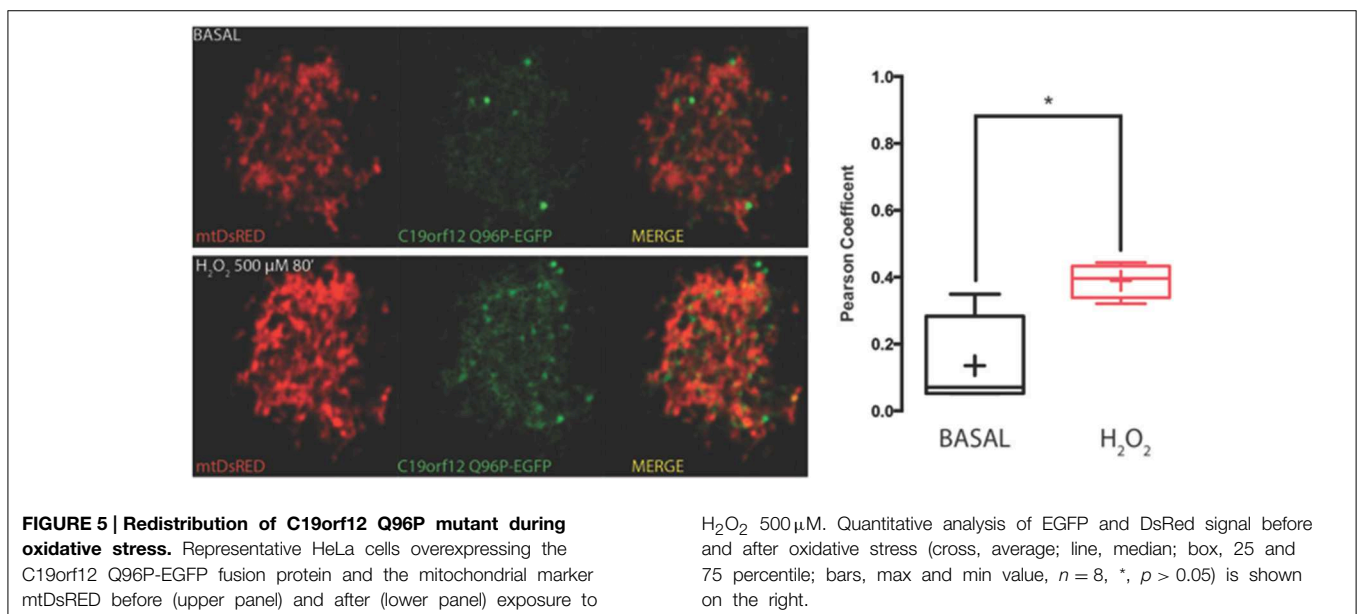 BASAL
mtDsRED
C19orf12 Q96P-EGFP
MERGE
H₂O₂ 500 µM 80'
mtDsRED
C19orf12 Q96P-EGFP
MERGE
*
1.0
0.8
0.6
0.4
0.2
0.0
Pearson Coefficent
BASAL
H₂O₂
FIGURE 5 | Redistribution of C19orf12 Q96P mutant during
oxidative stress. Representative HeLa cells overexpressing the
C19orf12 Q96P-EGFP fusion protein and the mitochondrial marker
mtDsRED before (upper panel) and after (lower panel) exposure to
H₂O₂ 500 µM. Quantitative analysis of EGFP and DsRed signal before
and after oxidative stress (cross, average; line, median; box, 25 and
75 percentile; bars, max and min value, n = 8, *, p > 0.05) is shown
on the right.